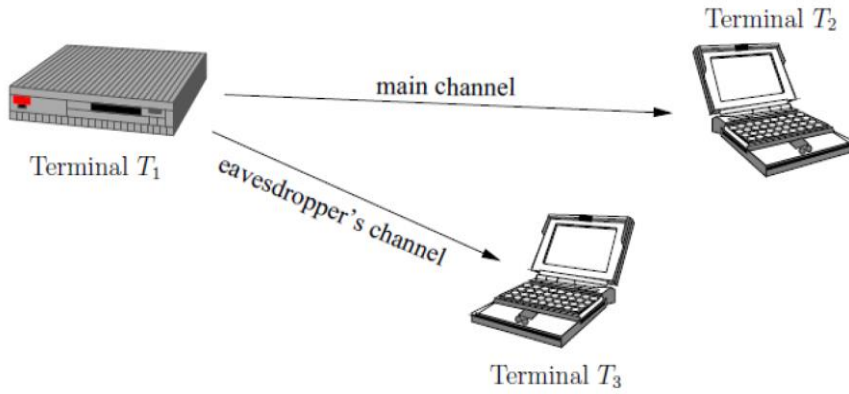 Terminal T₂
main channel
Terminal T₁
eavesdropper's channel
Terminal T₃